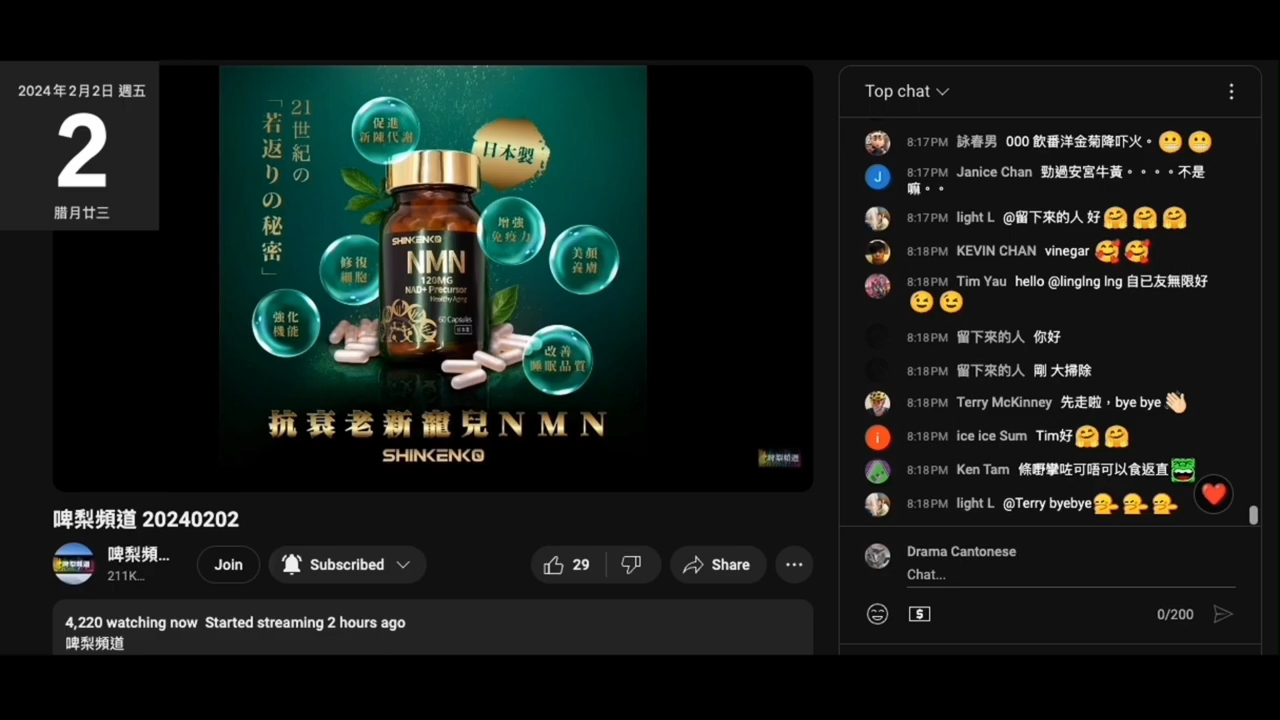 2024年2月2日 週五
2
腊月廿三
21世紀の
「若返りの秘密」
促進
新陳代謝
日本製
增強
免疫力
美顏
養膚
修復
細胞
強化
機能
改善
睡眠品質
SHINKENKO
NMN
120MG
NAD+ Precursor
Healthy Aging
60 Capsules
抗衰老新寵兒NMN
SHINKENKO
啤梨頻道
啤梨頻道 20240202
啤梨頻...
211K...
Join
Subscribed
29
Share
4,220 watching now Started streaming 2 hours ago
啤梨頻道
Top chat
8:17PM 詠春男 000 飲番洋金菊降吓火。😬😬
8:17PM Janice Chan 勁過安宮牛黃。。。。不是
嘛。。
8:17PM light L @留下來的人 好🤗🤗🤗
8:18PM KEVIN CHAN vinegar 🥰🥰
8:18PM Tim Yau hello @linglng lng 自已友無限好
😉😉
8:18PM 留下來的人 你好
8:18PM 留下來的人 剛 大掃除
8:18PM Terry McKinney 先走啦，bye bye 👋🏻
8:18PM ice ice Sum Tim好🤗🤗
8:18PM Ken Tam 條嘢攣咗可唔可以食返直
8:18PM light L @Terry byebye
J
i
Drama Cantonese
Chat...
0/200